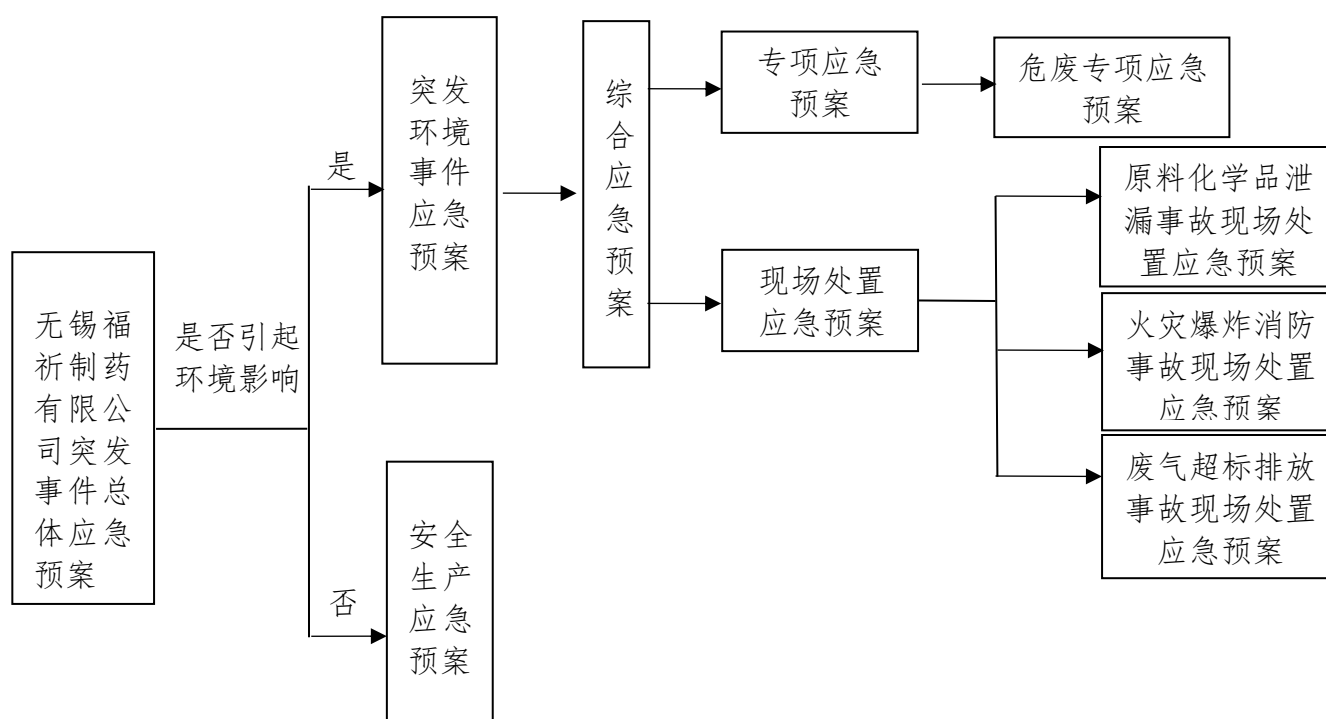 无锡福
祈制药
有限公
司突发
事件总
体应急
预案
是否引起
环境影响
是
否
突发
环境
事件
应急
预案
安全
生产
应急
预案
综
合
应
急
预
案
专项应急
预案
危废专项应急
预案
现场处置
应急预案
原料化学品泄
漏事故现场处
置应急预案
火灾爆炸消防
事故现场处置
应急预案
废气超标排放
事故现场处置
应急预案